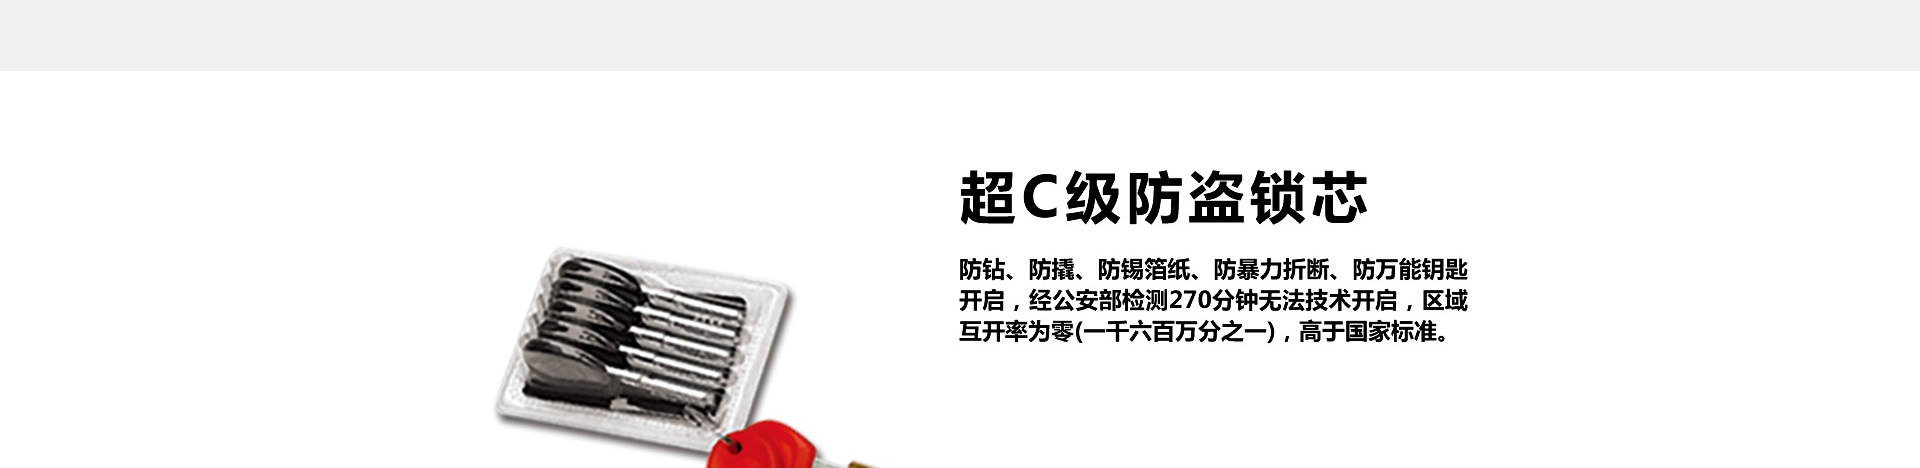 超C级防盗锁芯
防钻、防撬、防锡箔纸、防暴力折断、防万能钥匙
开启，经公安部检测270分钟无法技术开启，区域
互开率为零(一千六百万分之一)，高于国家标准。